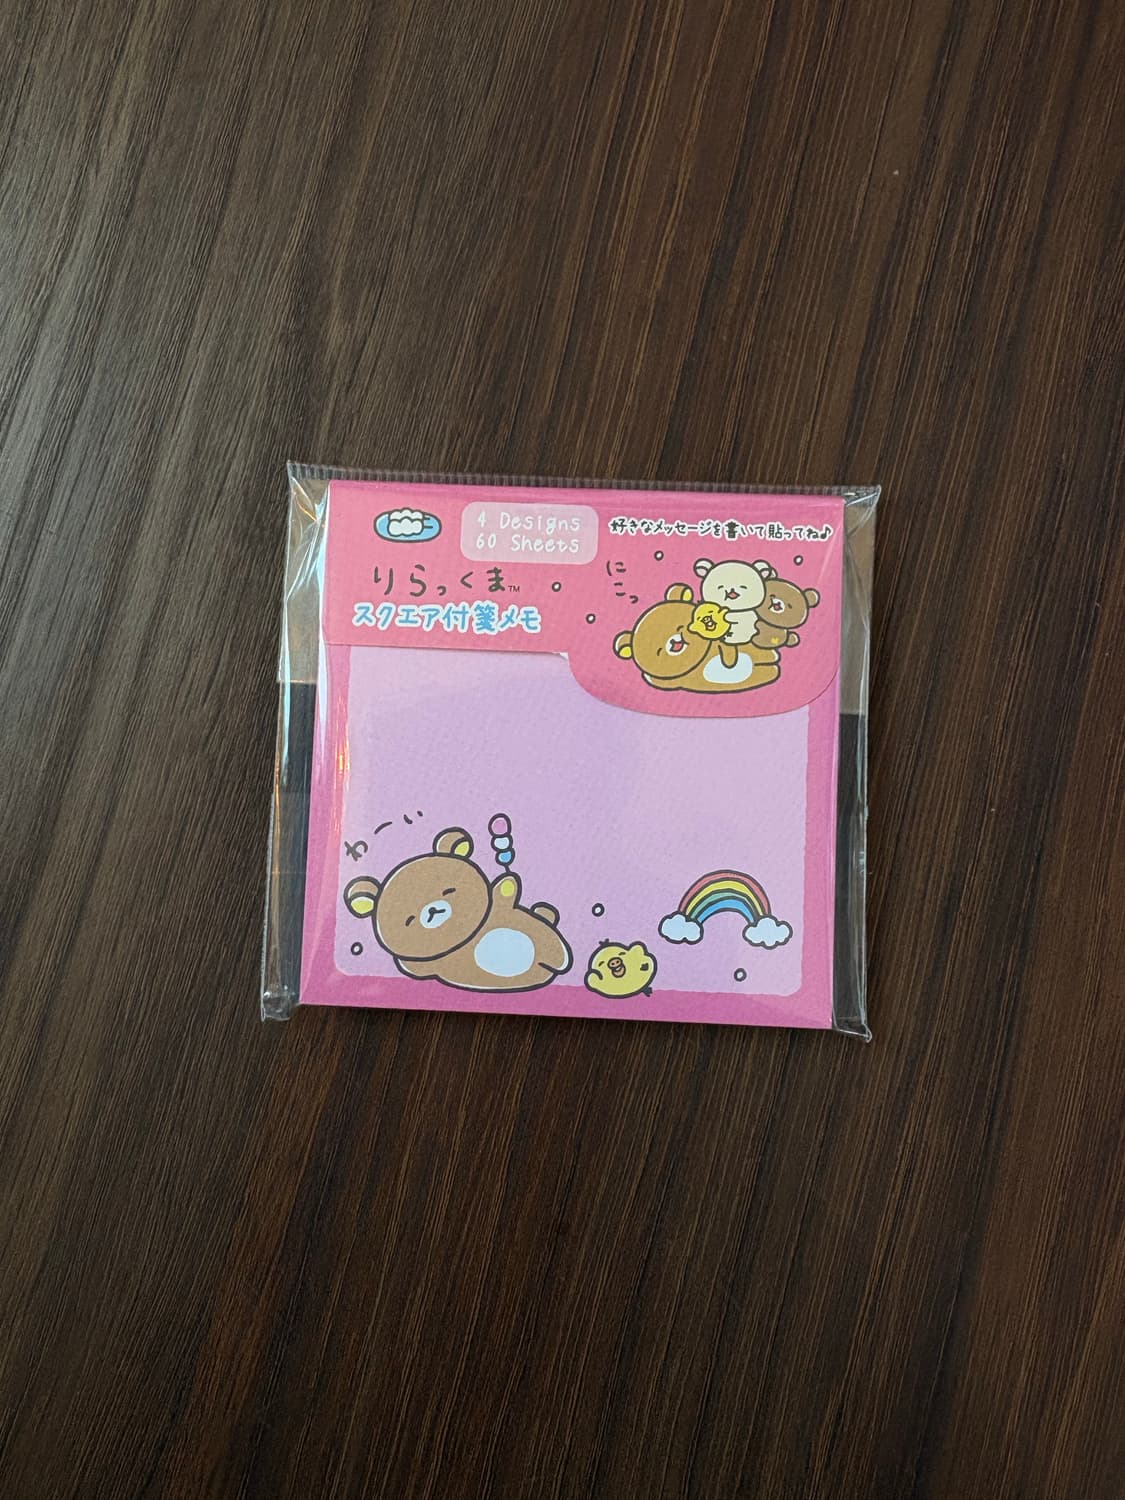 4 Designs
60 Sheets
好きなメッセージを書いて貼ってね♪
りらっくま™
スクエア付箋メモ
にこっ
わーい